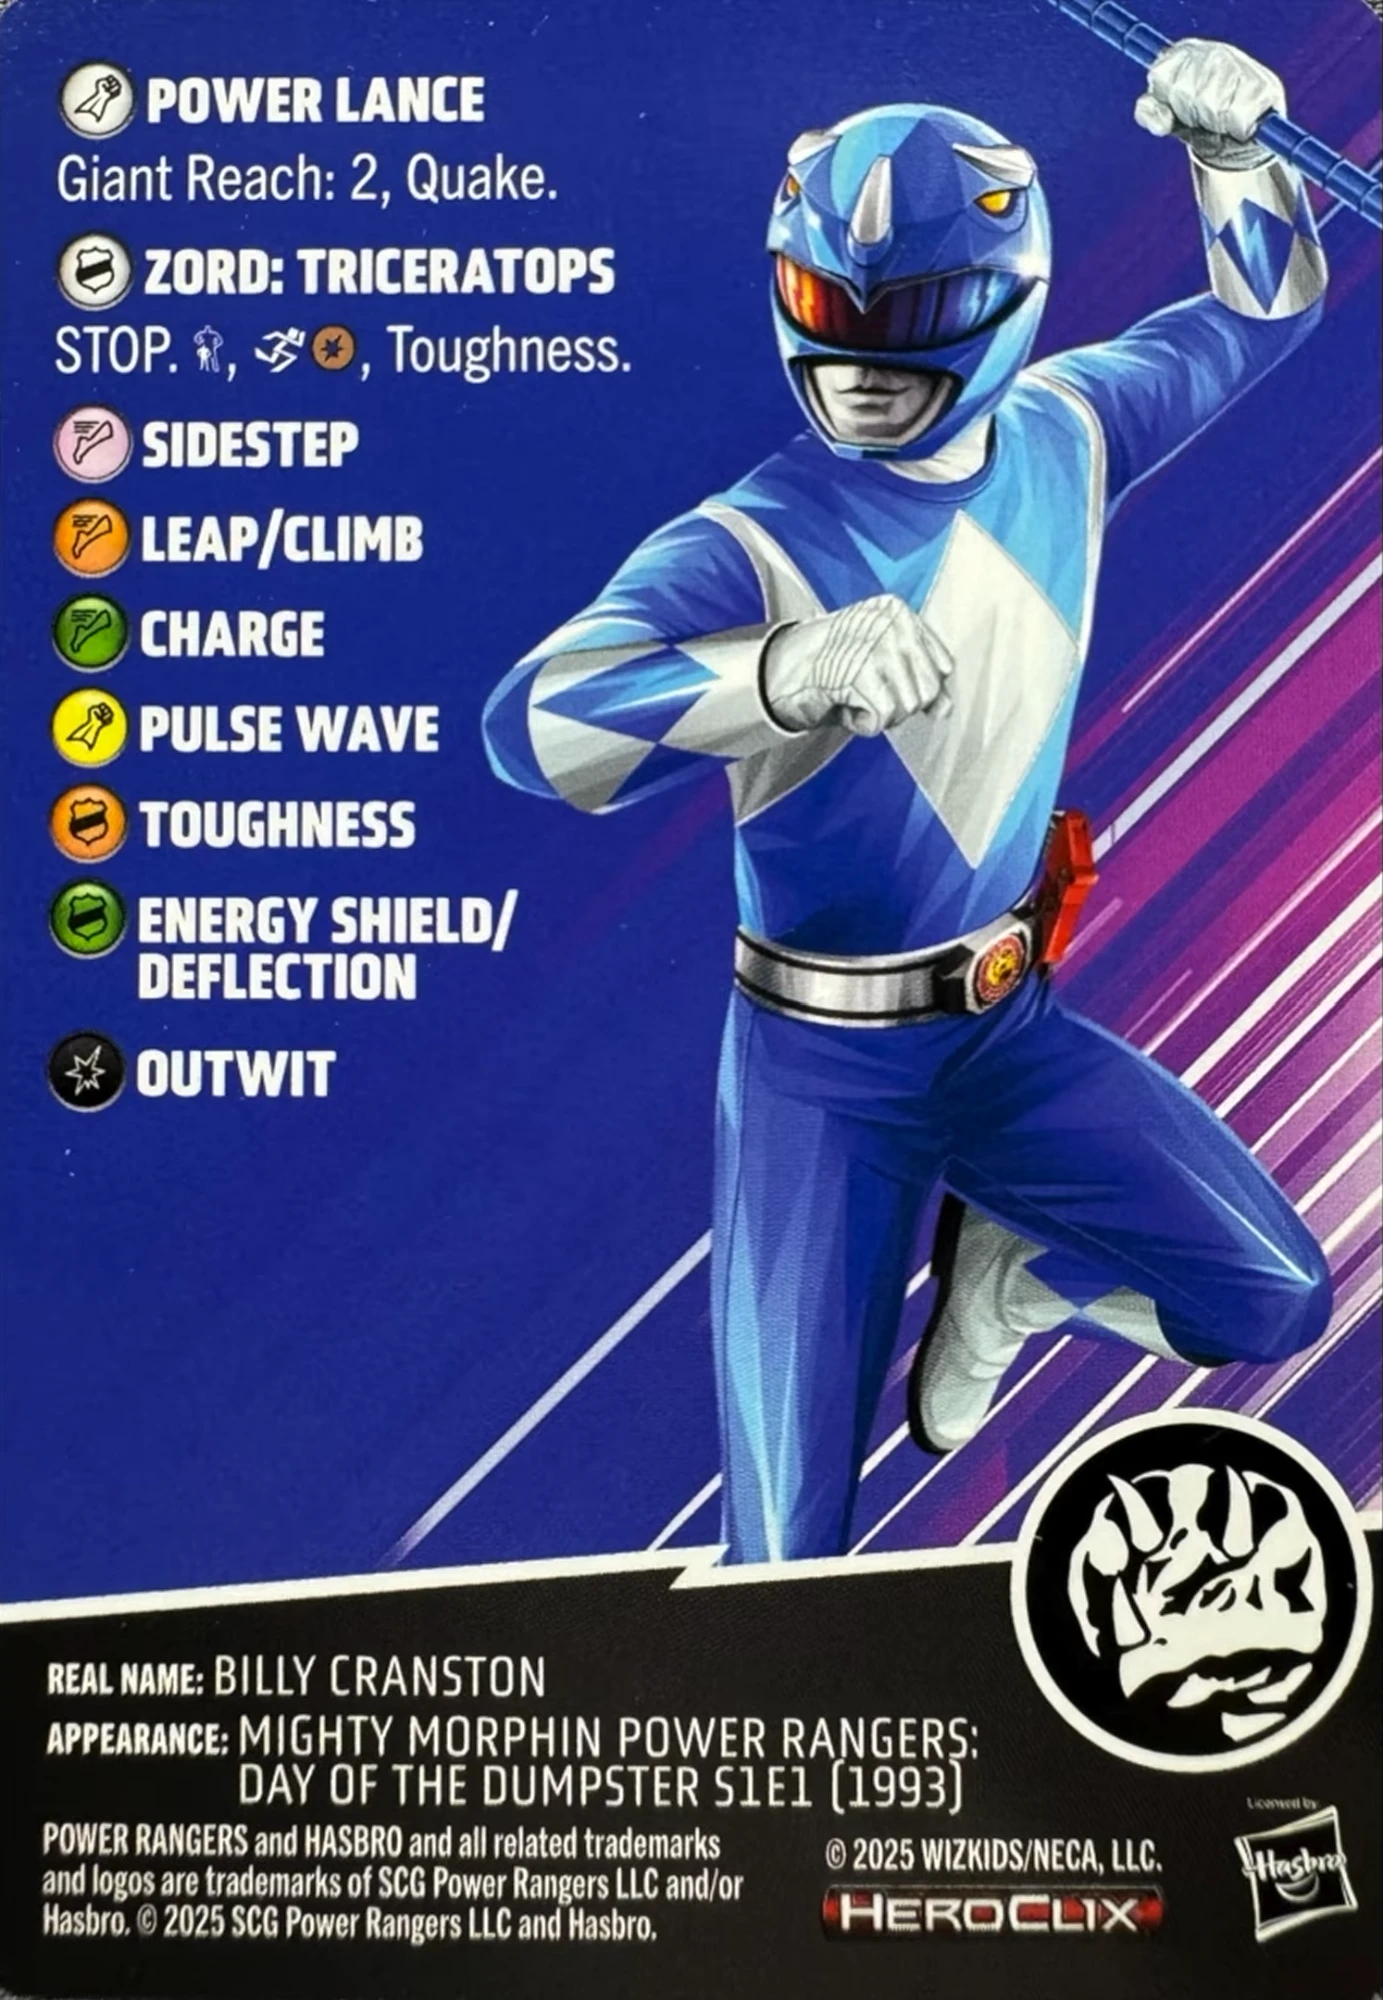 POWER LANCE
Giant Reach: 2, Quake.
ZORD: TRICERATOPS
STOP. , , Toughness.
SIDESTEP
LEAP/CLIMB
CHARGE
PULSE WAVE
TOUGHNESS
ENERGY SHIELD/
DEFLECTION
OUTWIT
REAL NAME: BILLY CRANSTON
APPEARANCE: MIGHTY MORPHIN POWER RANGERS:
DAY OF THE DUMPSTER S1E1 (1993)
POWER RANGERS and HASBRO and all related trademarks
and logos are trademarks of SCG Power Rangers LLC and/or
Hasbro. © 2025 SCG Power Rangers LLC and Hasbro.
© 2025 WIZKIDS/NECA, LLC.
HEROCLIX
Licensed by
Hasbro